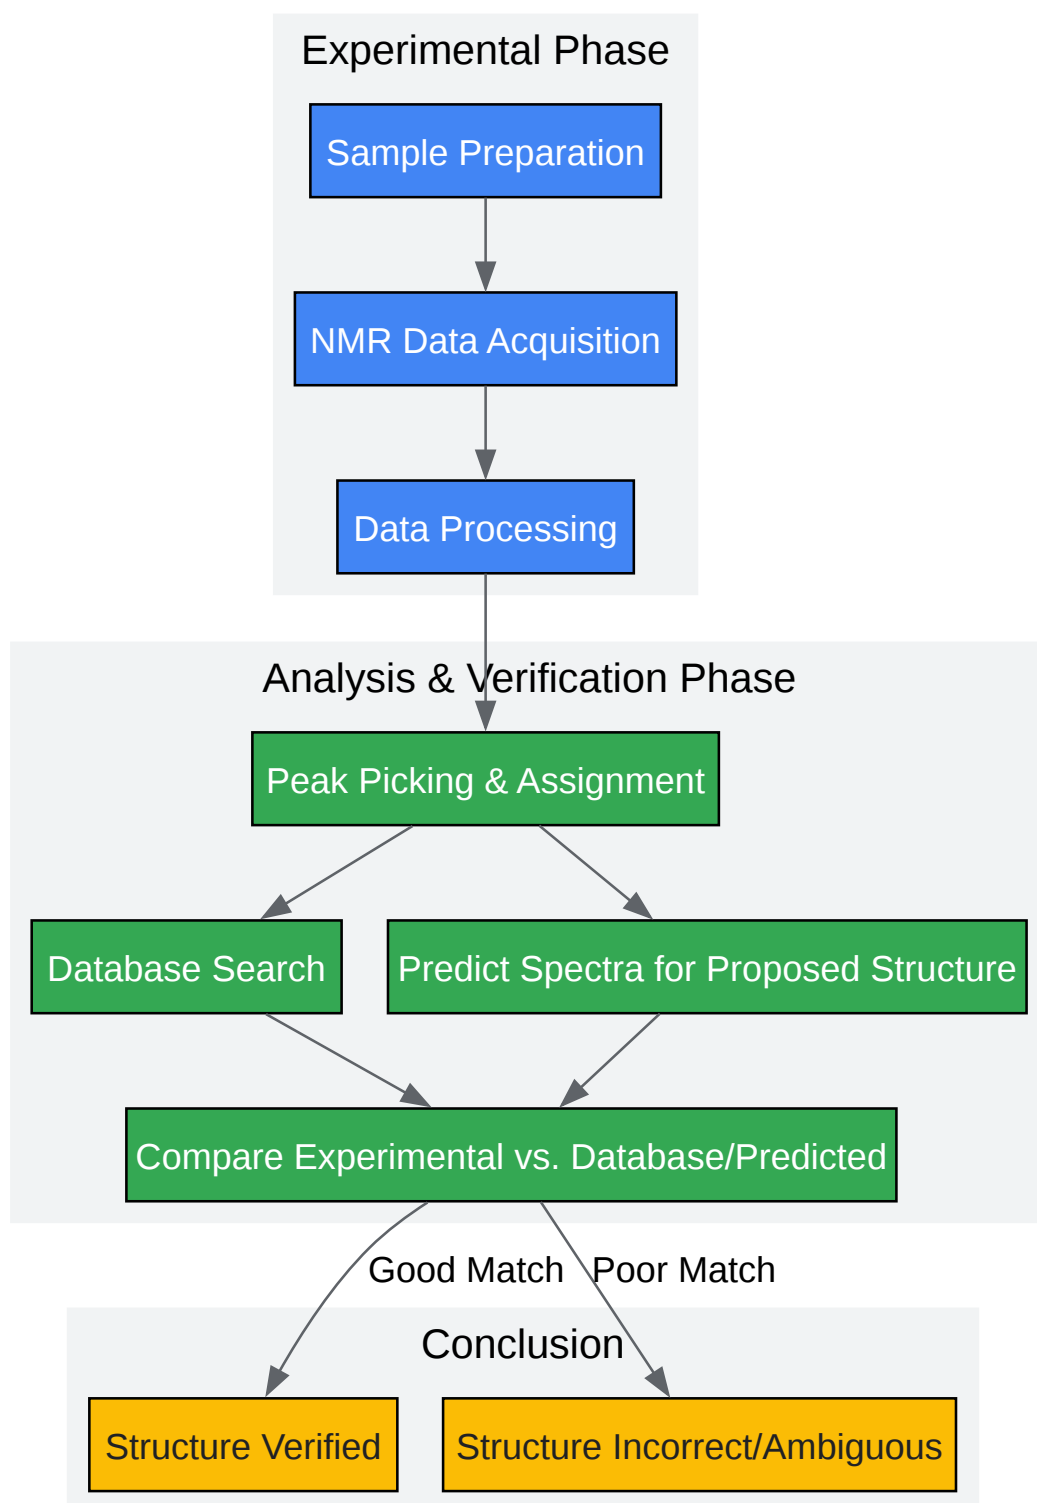 Experimental Phase
Sample Preparation
NMR Data Acquisition
Data Processing
Analysis & Verification Phase
Peak Picking & Assignment
Database Search
Predict Spectra for Proposed Structure
Compare Experimental vs. Database/Predicted
Good Match
Poor Match
Conclusion
Structure Verified
Structure Incorrect/Ambiguous